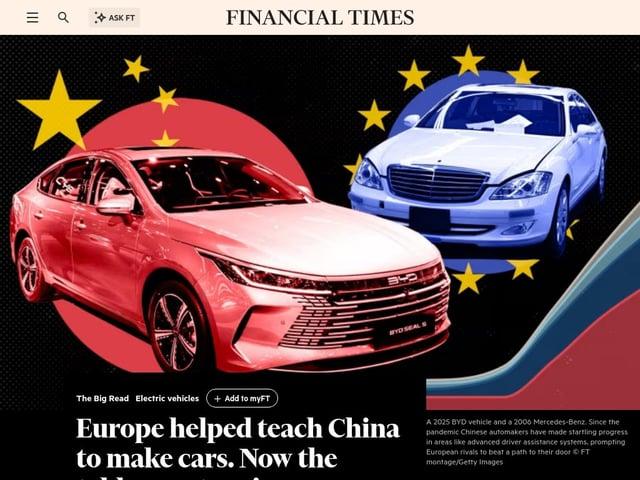 ASK FT
FINANCIAL TIMES
BYD
BYD SEAL 5
The Big Read Electric vehicles + Add to myFT
Europe helped teach China
to make cars. Now the
A 2025 BYD vehicle and a 2006 Mercedes-Benz. Since the
pandemic Chinese automakers have made startling progress
in areas like advanced driver assistance systems, prompting
European rivals to beat a path to their door © FT
montage/Getty Images